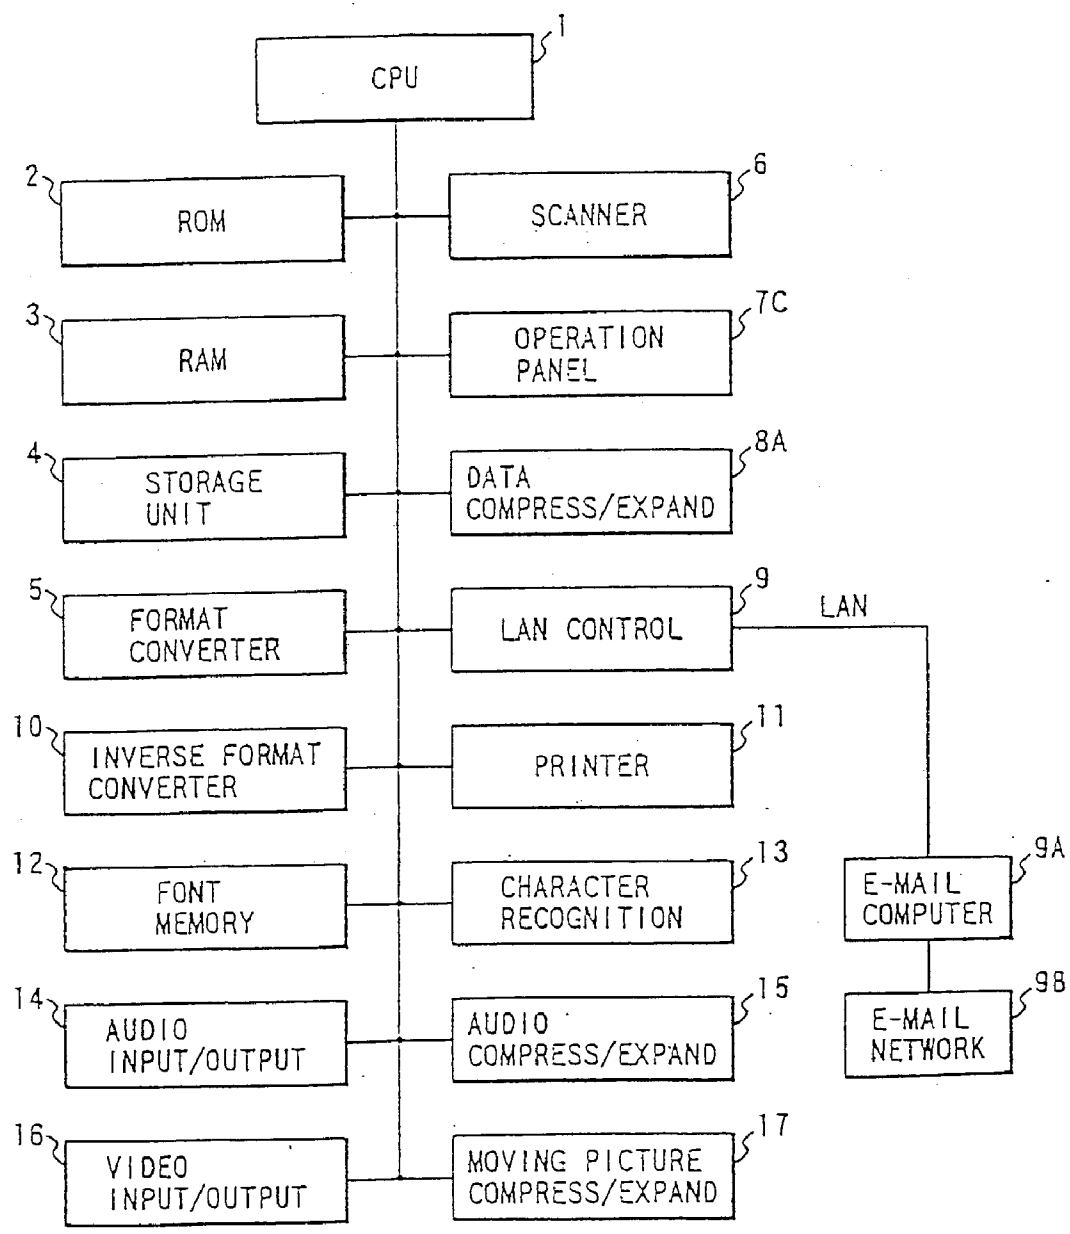 1
CPU
2
ROM
6
SCANNER
3
RAM
7C
OPERATION
PANEL
4
STORAGE
UNIT
8A
DATA
COMPRESS/EXPAND
5
FORMAT
CONVERTER
9
LAN CONTROL
LAN
10
INVERSE FORMAT
CONVERTER
11
PRINTER
12
FONT
MEMORY
13
CHARACTER
RECOGNITION
9A
E-MAIL
COMPUTER
14
AUDIO
INPUT/OUTPUT
15
AUDIO
COMPRESS/EXPAND
9B
E-MAIL
NETWORK
16
VIDEO
INPUT/OUTPUT
17
MOVING PICTURE
COMPRESS/EXPAND